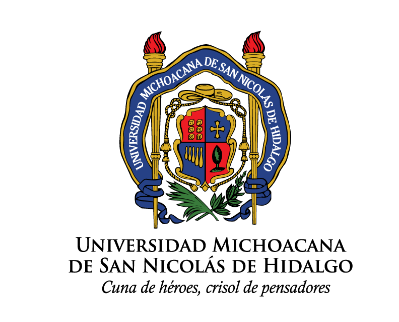 UNIVERSIDAD MICHOACANA DE SAN NICOLAS DE HIDALGO
UNIVERSIDAD MICHOACANA
DE SAN NICOLÁS DE HIDALGO
Cuna de héroes, crisol de pensadores